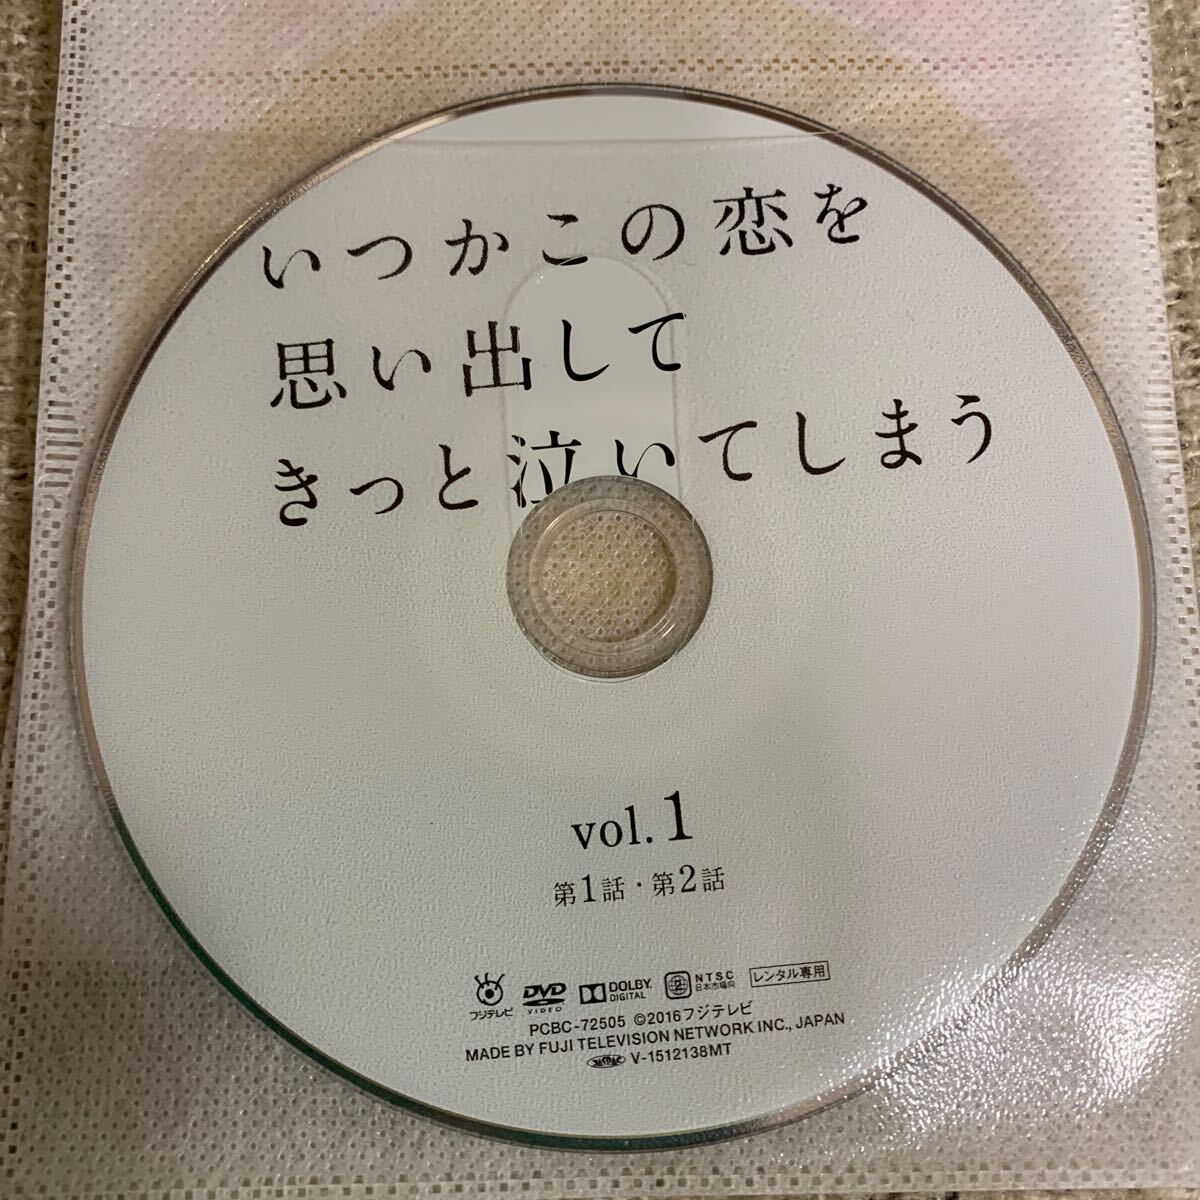 いつかこの恋を
思い出して
きっと泣いてしまう
vol.1
第1話・第2話
フジテレビ DVD VIDEO DOLBY DIGITAL 2 NTSC 日本市場向 レンタル専用
PCBC-72505 ©2016フジテレビ
MADE BY FUJI TELEVISION NETWORK INC., JAPAN
V-1512138MT